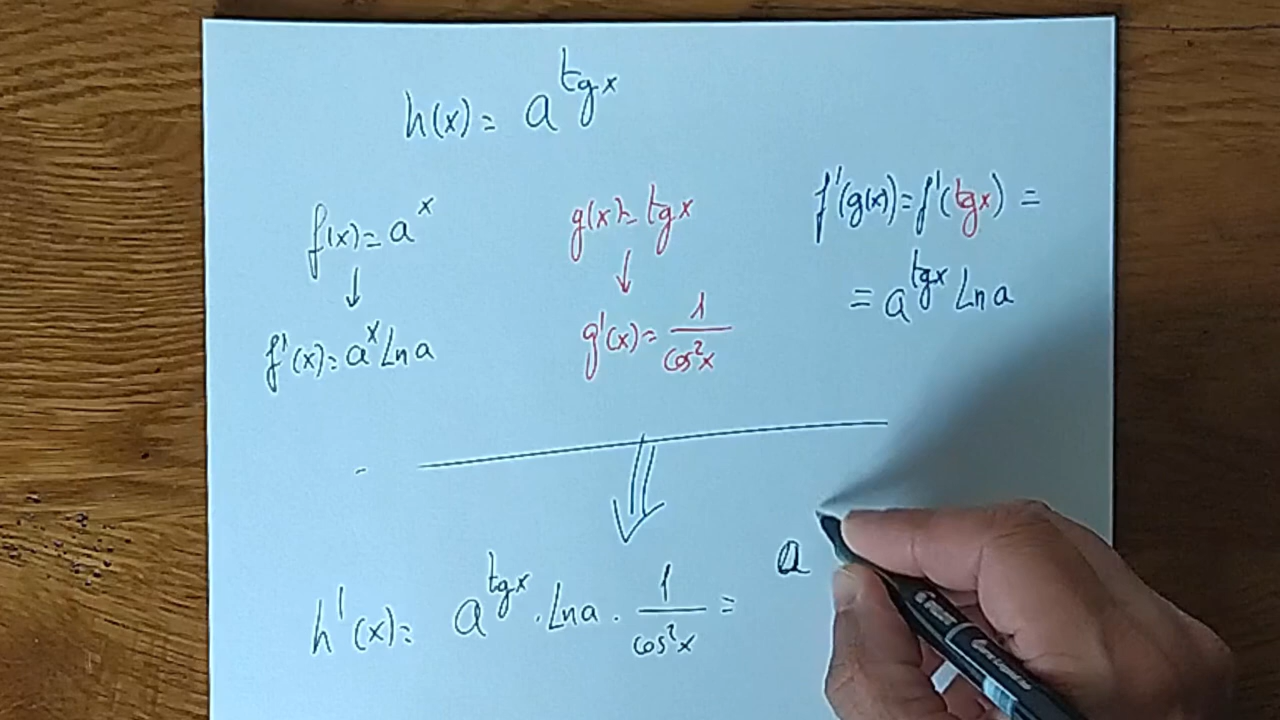 h(x) = a^tgx
f(x) = a^x
g(x) = tgx
f'(g(x)) = f'(tgx) =
↓
↓
= a^tgx Ln a
f'(x) = a^x Ln a
g'(x) = 1/cos²x
h'(x) = a^tgx · Ln a · 1/cos²x = a